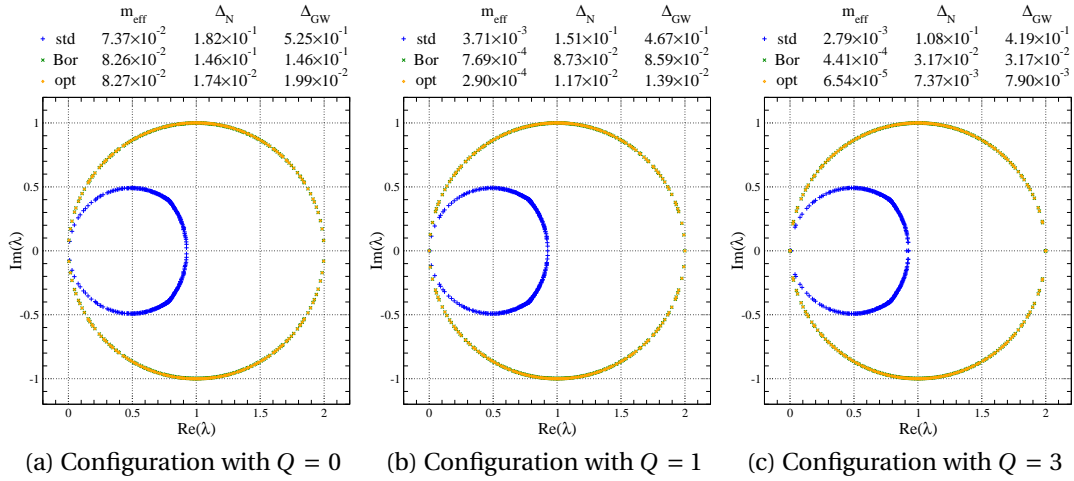 m_eff Δ_N Δ_GW
std 7.37×10⁻² 1.82×10⁻¹ 5.25×10⁻¹
Bor 8.26×10⁻² 1.46×10⁻¹ 1.46×10⁻¹
opt 8.27×10⁻² 1.74×10⁻² 1.99×10⁻²
1
0.5
0
-0.5
-1
Im(λ)
0 0.5 1 1.5 2
Re(λ)
(a) Configuration with Q = 0
m_eff Δ_N Δ_GW
std 3.71×10⁻³ 1.51×10⁻¹ 4.67×10⁻¹
Bor 7.69×10⁻⁴ 8.73×10⁻² 8.59×10⁻²
opt 2.90×10⁻⁴ 1.17×10⁻² 1.39×10⁻²
1
0.5
0
-0.5
-1
Im(λ)
0 0.5 1 1.5 2
Re(λ)
(b) Configuration with Q = 1
m_eff Δ_N Δ_GW
std 2.79×10⁻³ 1.08×10⁻¹ 4.19×10⁻¹
Bor 4.41×10⁻⁴ 3.17×10⁻² 3.17×10⁻²
opt 6.54×10⁻⁵ 7.37×10⁻³ 7.90×10⁻³
1
0.5
0
-0.5
-1
Im(λ)
0 0.5 1 1.5 2
Re(λ)
(c) Configuration with Q = 3